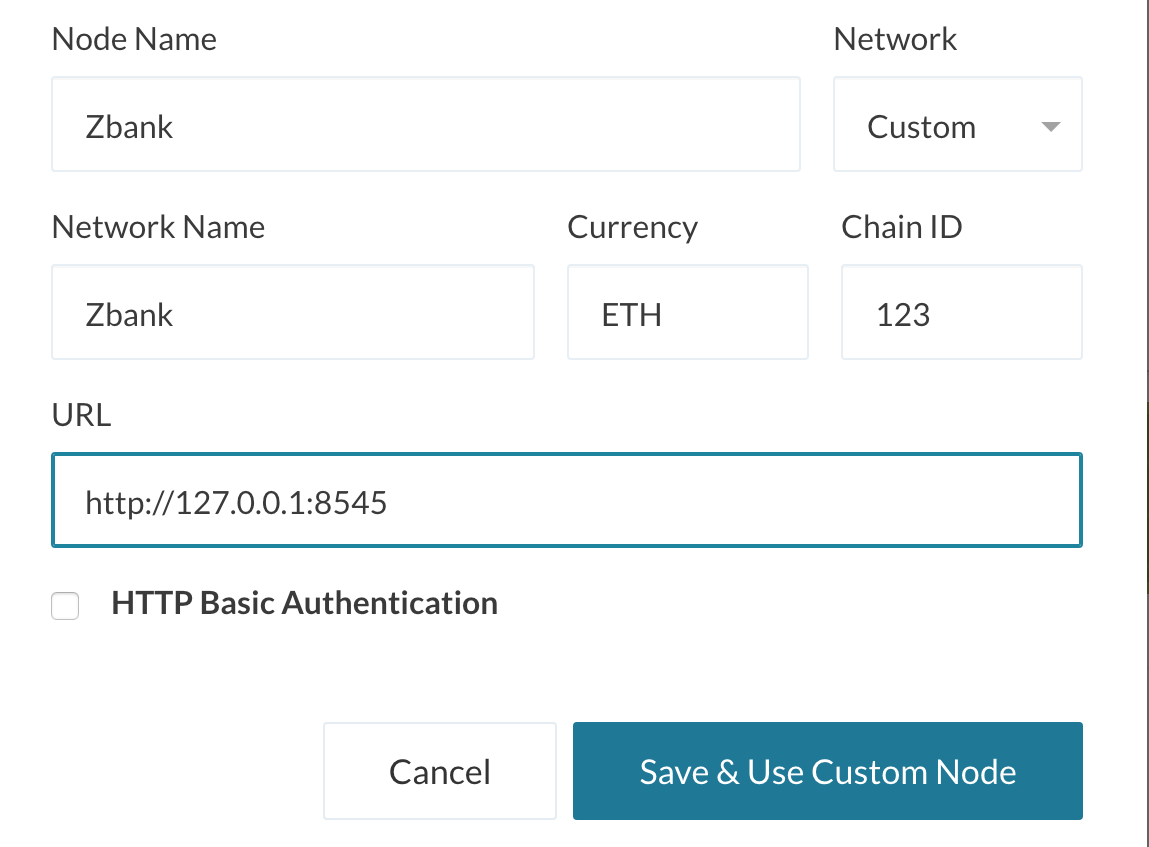 Node Name
Network
Zbank
Custom
Network Name
Currency
Chain ID
Zbank
ETH
123
URL
http://127.0.0.1:8545
HTTP Basic Authentication
Cancel
Save & Use Custom Node